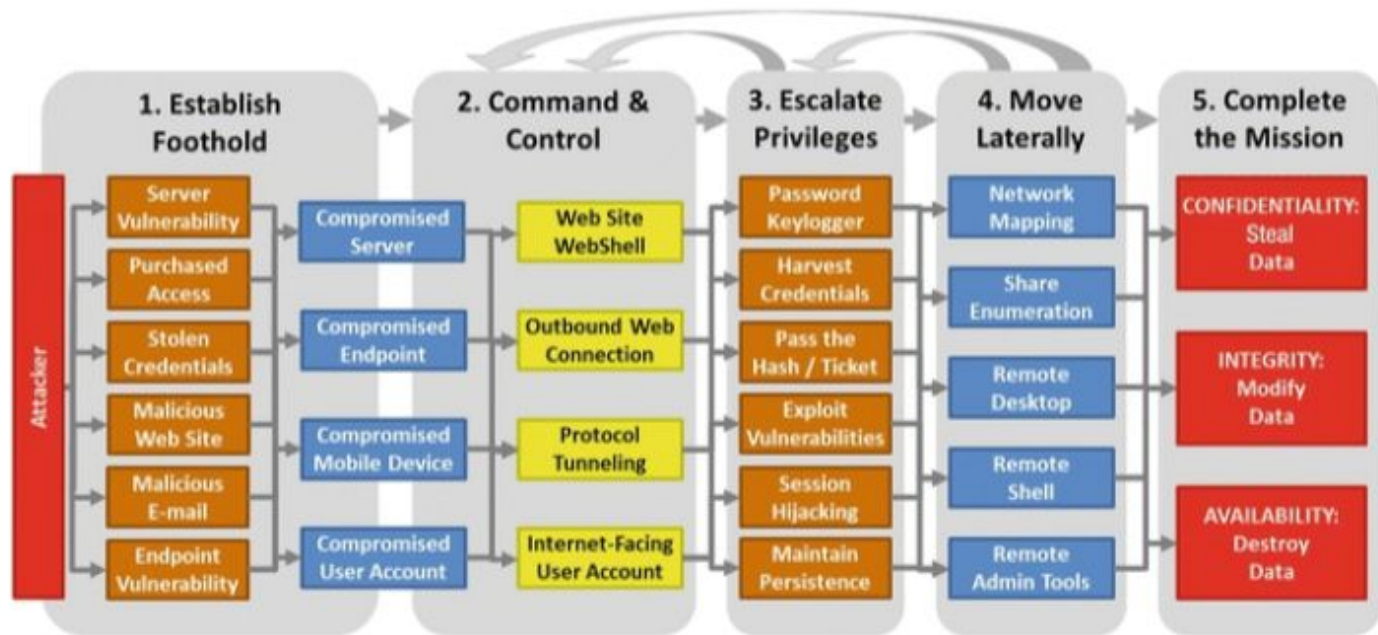 1. Establish
Foothold
2. Command &
Control
3. Escalate
Privileges
4. Move
Laterally
5. Complete
the Mission
Attacker
Server
Vulnerability
Purchased
Access
Stolen
Credentials
Malicious
Web Site
Malicious
E-mail
Endpoint
Vulnerability
Compromised
Server
Compromised
Endpoint
Compromised
Mobile Device
Compromised
User Account
Web Site
WebShell
Outbound Web
Connection
Protocol
Tunneling
Internet-Facing
User Account
Password
Keylogger
Harvest
Credentials
Pass the
Hash / Ticket
Exploit
Vulnerabilities
Session
Hijacking
Maintain
Persistence
Network
Mapping
Share
Enumeration
Remote
Desktop
Remote
Shell
Remote
Admin Tools
CONFIDENTIALITY:
Steal
Data
INTEGRITY:
Modify
Data
AVAILABILITY:
Destroy
Data